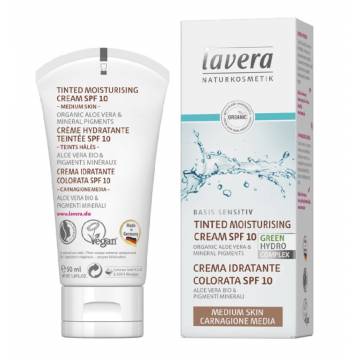 TINTED MOISTURISING
CREAM SPF 10
- MEDIUM SKIN -
ORGANIC ALOE VERA &
MINERAL PIGMENTS
CRÈME HYDRATANTE
TEINTÉE SPF 10
- TEINTS HÂLÉS -
ALOE VERA BIO &
PIGMENTS MINÉRAUX
CREMA IDRATANTE
COLORATA SPF 10
- CARNAGIONE MEDIA -
ALOE VERA BIO &
PIGMENTI MINERALI
www.lavera.de
Made in
Germany
Vegan
50 ml
lavera
NATURKOSMETIK
ORGANIC
BASIS SENSITIV
TINTED MOISTURISING
CREAM SPF 10
ORGANIC ALOE VERA &
MINERAL PIGMENTS
GREEN
HYDRO
COMPLEX
CREMA IDRATANTE
COLORATA SPF 10
ALOE VERA BIO &
PIGMENTI MINERALI
MEDIUM SKIN
CARNAGIONE MEDIA